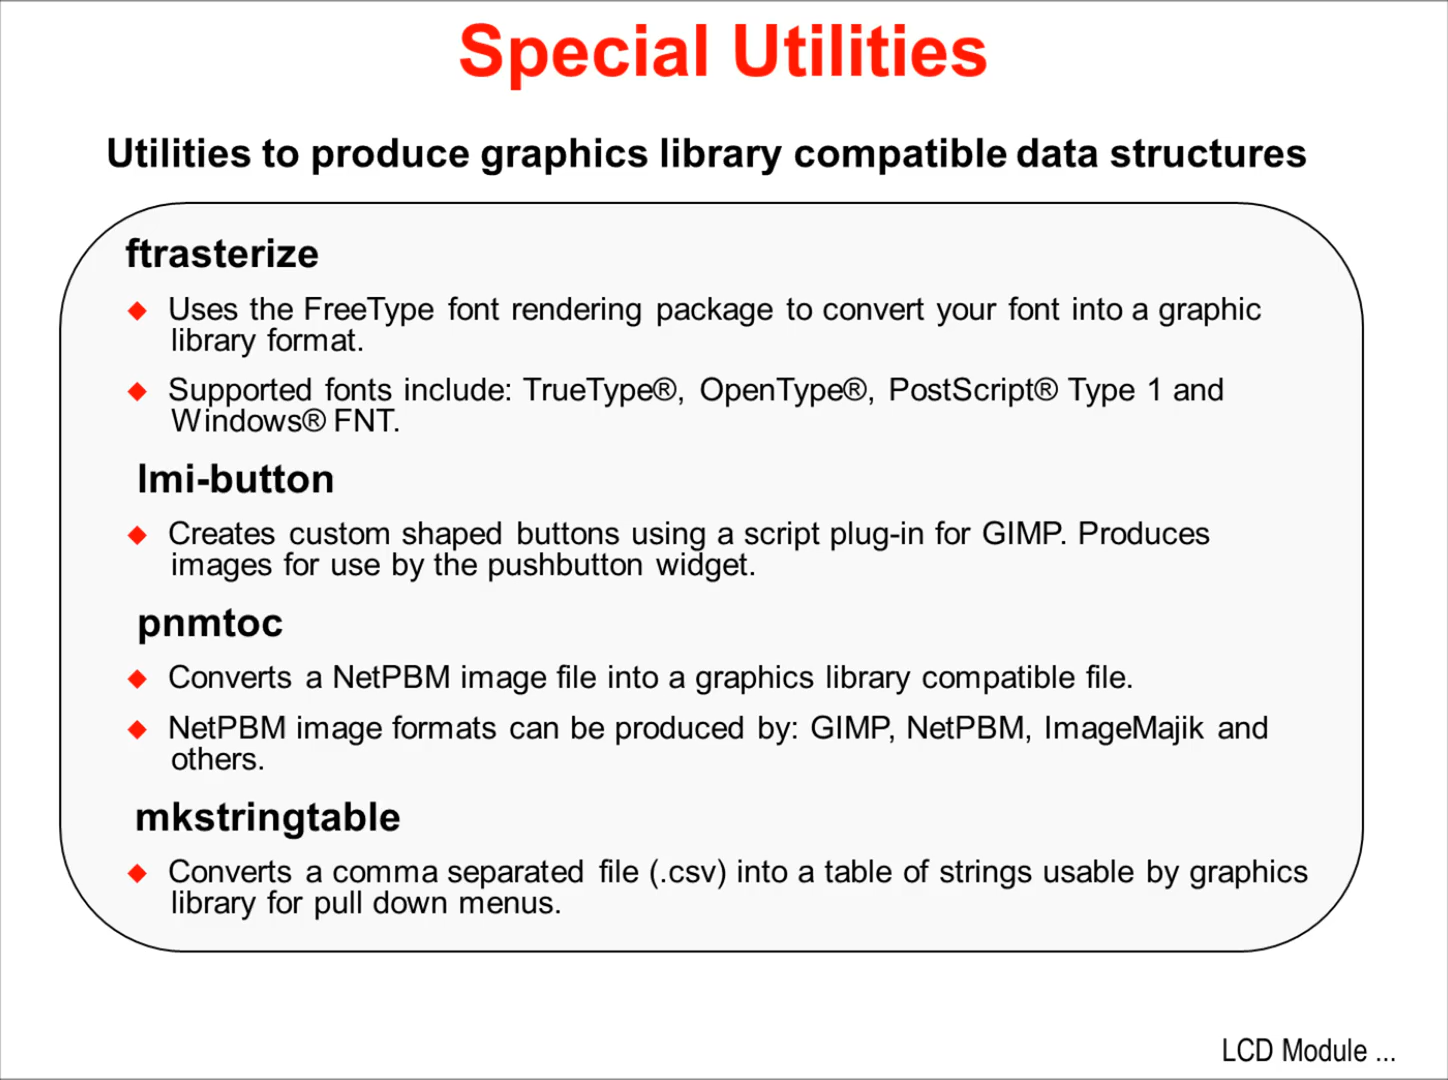 Special Utilities
Utilities to produce graphics library compatible data structures
ftrasterize
Uses the FreeType font rendering package to convert your font into a graphic
library format.
Supported fonts include: TrueType®, OpenType®, PostScript® Type 1 and
Windows® FNT.
lmi-button
Creates custom shaped buttons using a script plug-in for GIMP. Produces
images for use by the pushbutton widget.
pnmtoc
Converts a NetPBM image file into a graphics library compatible file.
NetPBM image formats can be produced by: GIMP, NetPBM, ImageMajik and
others.
mkstringtable
Converts a comma separated file (.csv) into a table of strings usable by graphics
library for pull down menus.
LCD Module ...